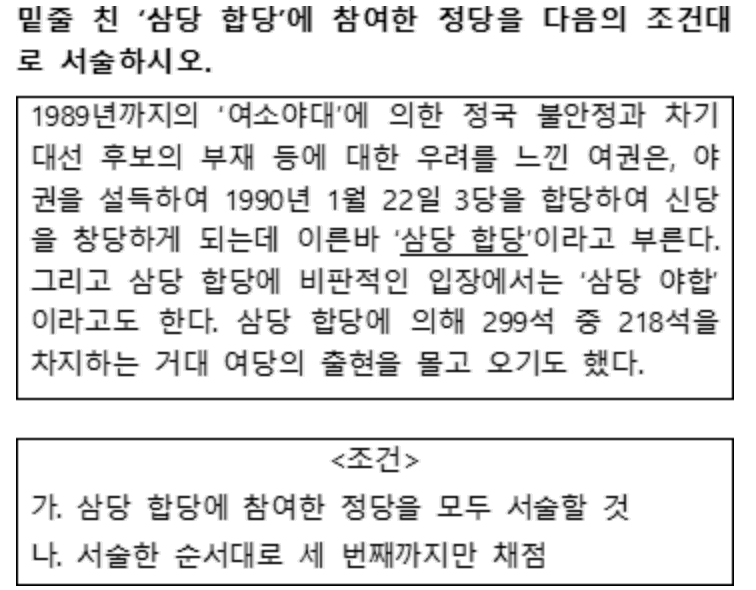 밑줄 친 ‘삼당 합당’에 참여한 정당을 다음의 조건대
로 서술하시오.
1989년까지의 ‘여소야대’에 의한 정국 불안정과 차기
대선 후보의 부재 등에 대한 우려를 느낀 여권은, 야
권을 설득하여 1990년 1월 22일 3당을 합당하여 신당
을 창당하게 되는데 이른바 ‘삼당 합당’이라고 부른다.
그리고 삼당 합당에 비판적인 입장에서는 ‘삼당 야합’
이라고도 한다. 삼당 합당에 의해 299석 중 218석을
차지하는 거대 여당의 출현을 몰고 오기도 했다.
<조건>
가. 삼당 합당에 참여한 정당을 모두 서술할 것
나. 서술한 순서대로 세 번째까지만 채점